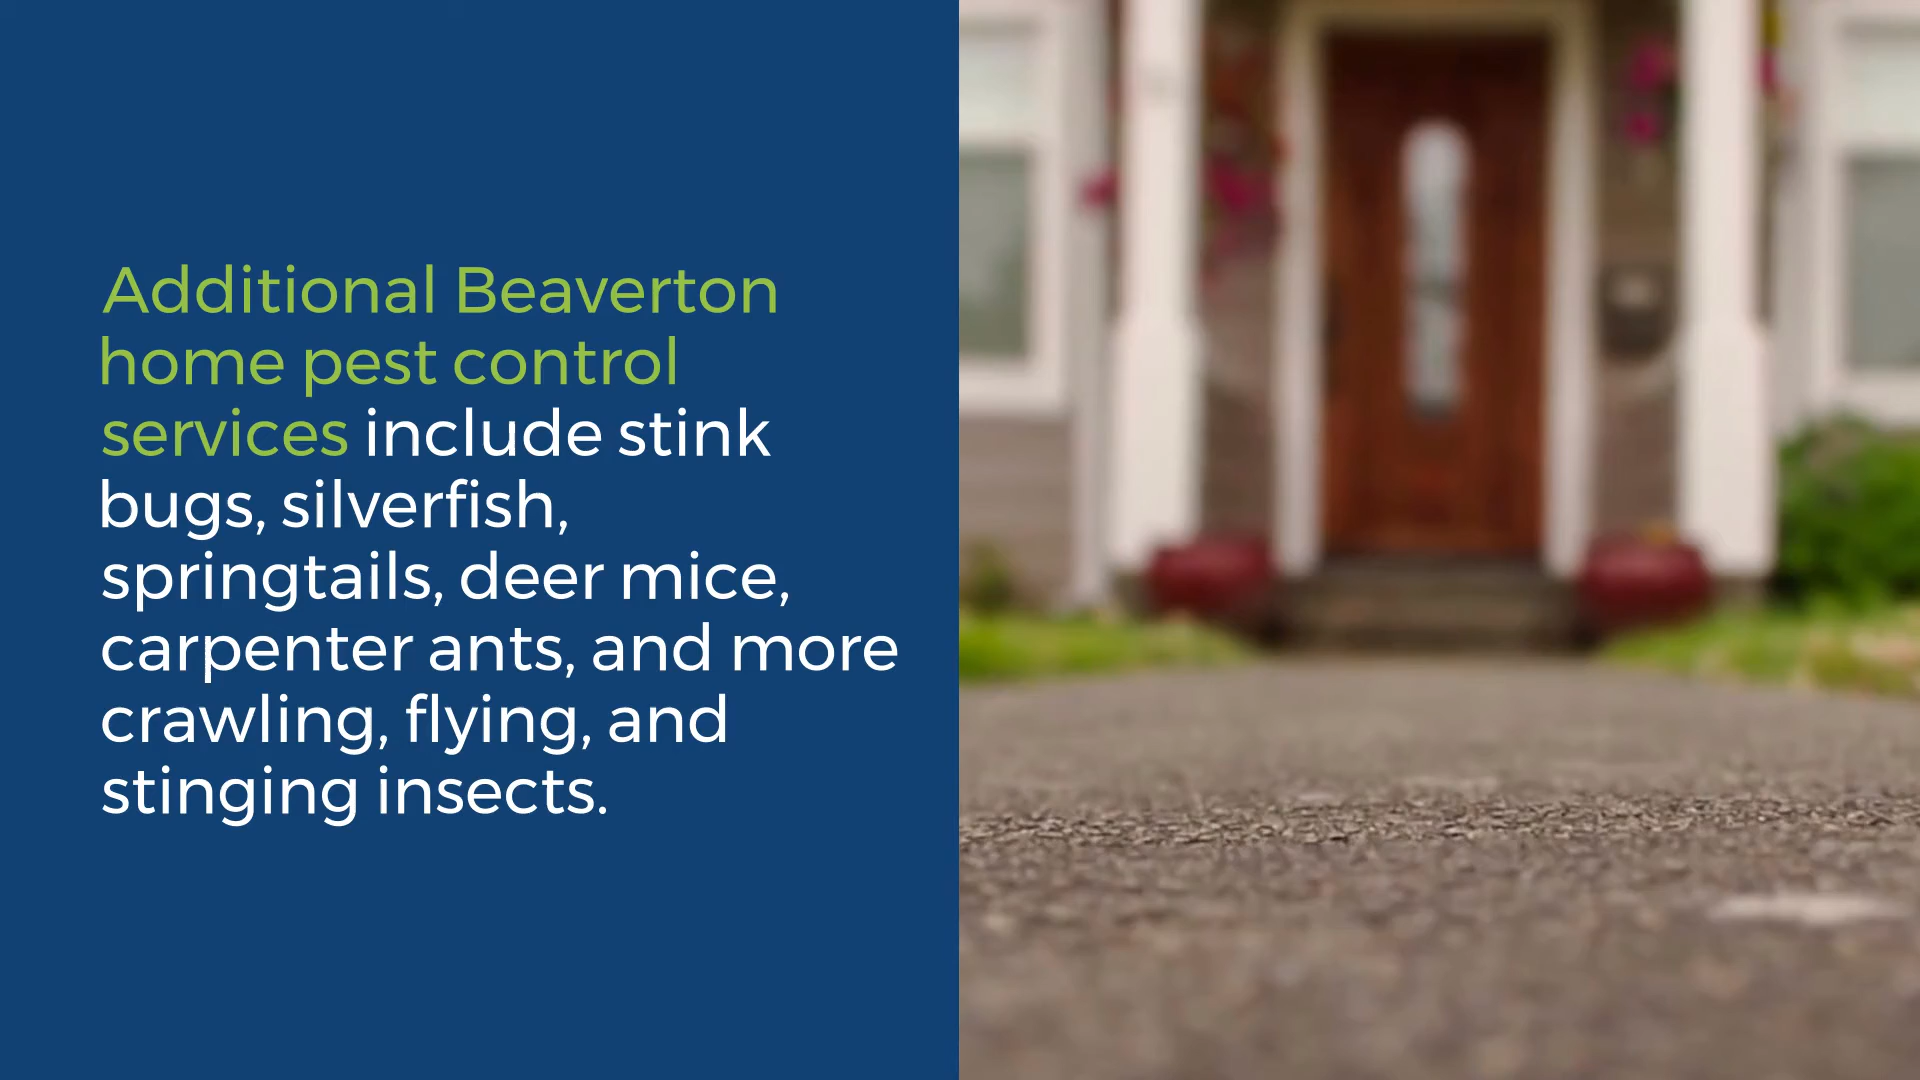 Additional Beaverton
home pest control
services include stink
bugs, silverfish,
springtails, deer mice,
carpenter ants, and more
crawling, flying, and
stinging insects.